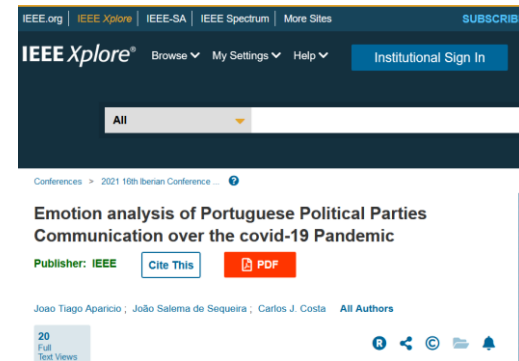 IEEE.org | IEEE Xplore | IEEE-SA | IEEE Spectrum | More Sites SUBSCRIB
IEEE Xplore® Browse My Settings Help Institutional Sign In
All
Conferences > 2021 16th Iberian Conference ... ?
Emotion analysis of Portuguese Political Parties
Communication over the covid-19 Pandemic
Publisher: IEEE Cite This PDF
Joao Tiago Aparicio ; João Salema de Sequeira ; Carlos J. Costa All Authors
20
Full
Text Views
R ©